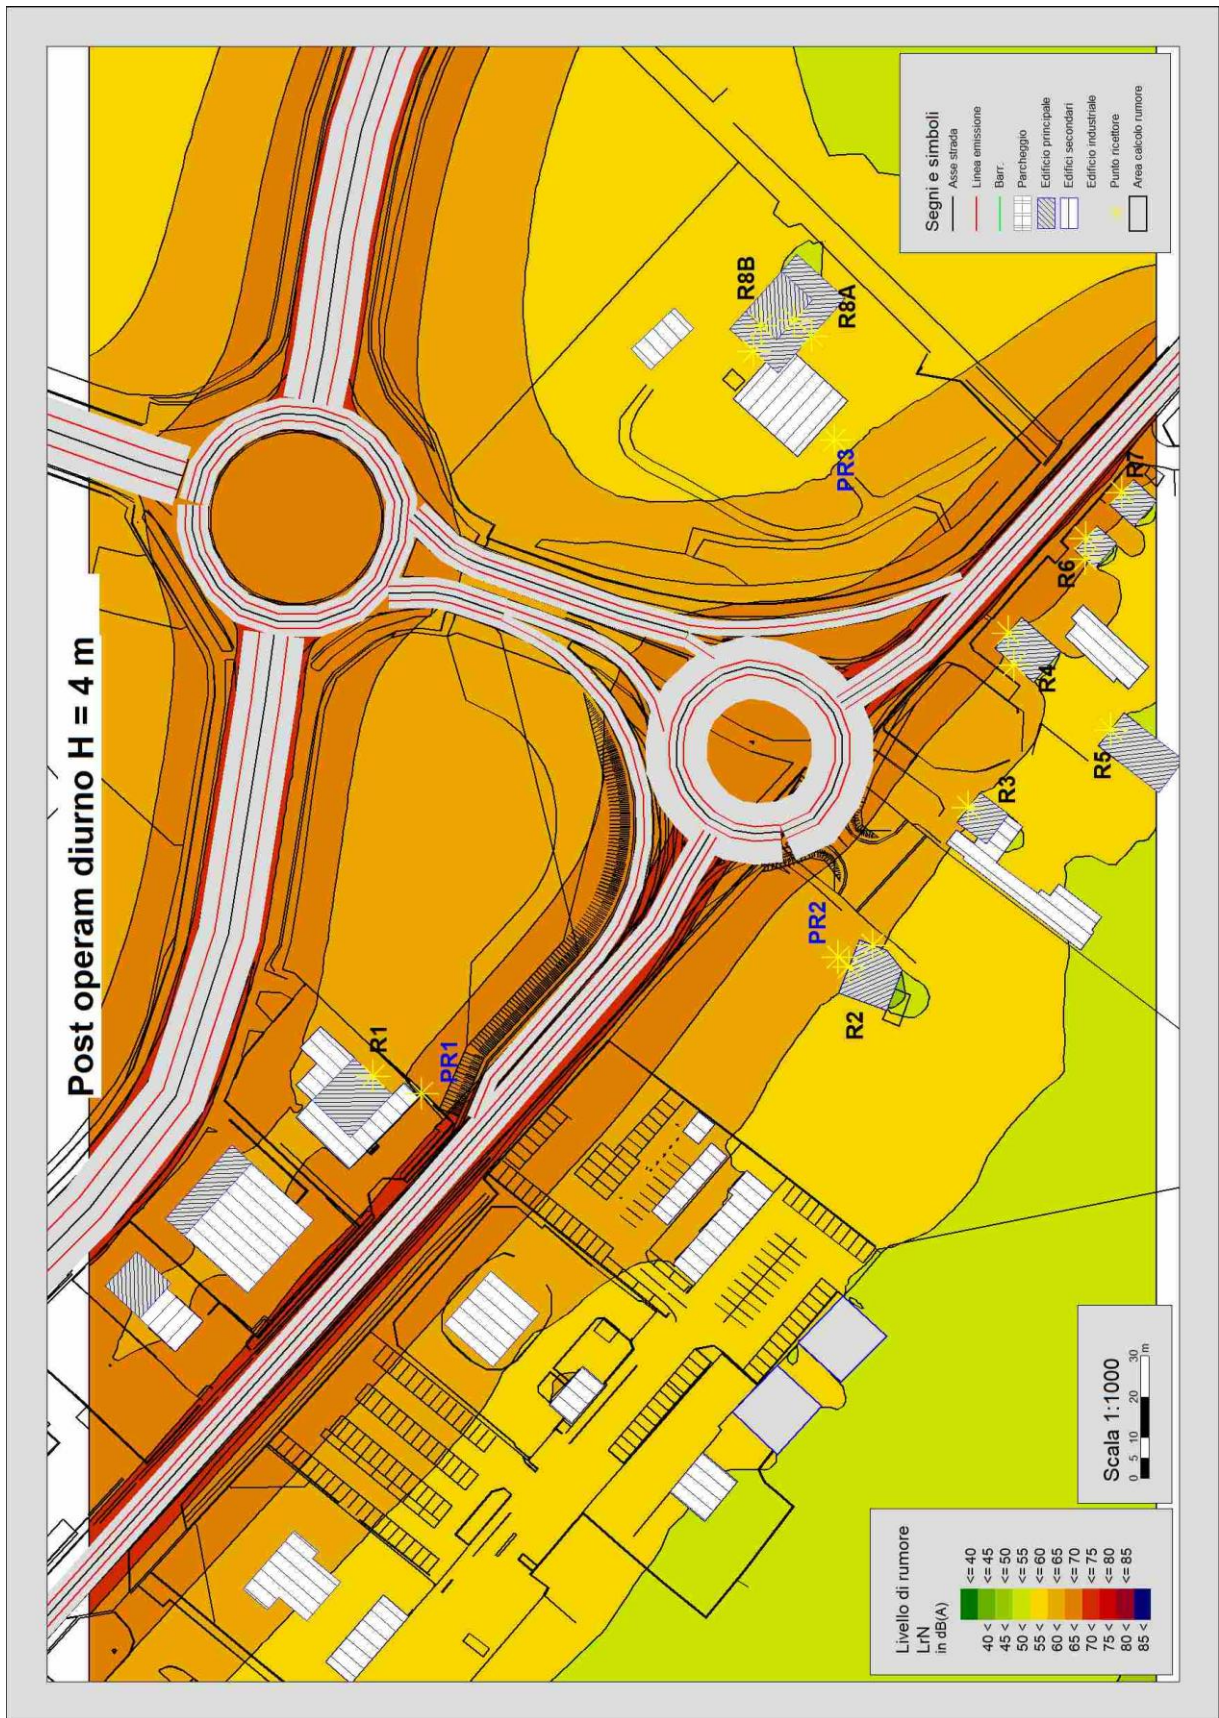 Post operam diurno H = 4 m
Segni e simboli
Asse strada
Linea emissione
Barr.
Parcheggio
Edificio principale
Edifici secondari
Edificio industriale
Punto ricettore
Area calcolo rumore
R8B
R8A
PR3
R7
R6
R4
R5
R3
PR2
R2
R1
PR1
Scala 1:1000
0 5 10 20 30 m
Livello di rumore
LrN
in dB(A)
<=40
40 < <=45
45 < <=50
50 < <=55
55 < <=60
60 < <=65
65 < <=70
70 < <=75
75 < <=80
80 < <=85
85 <